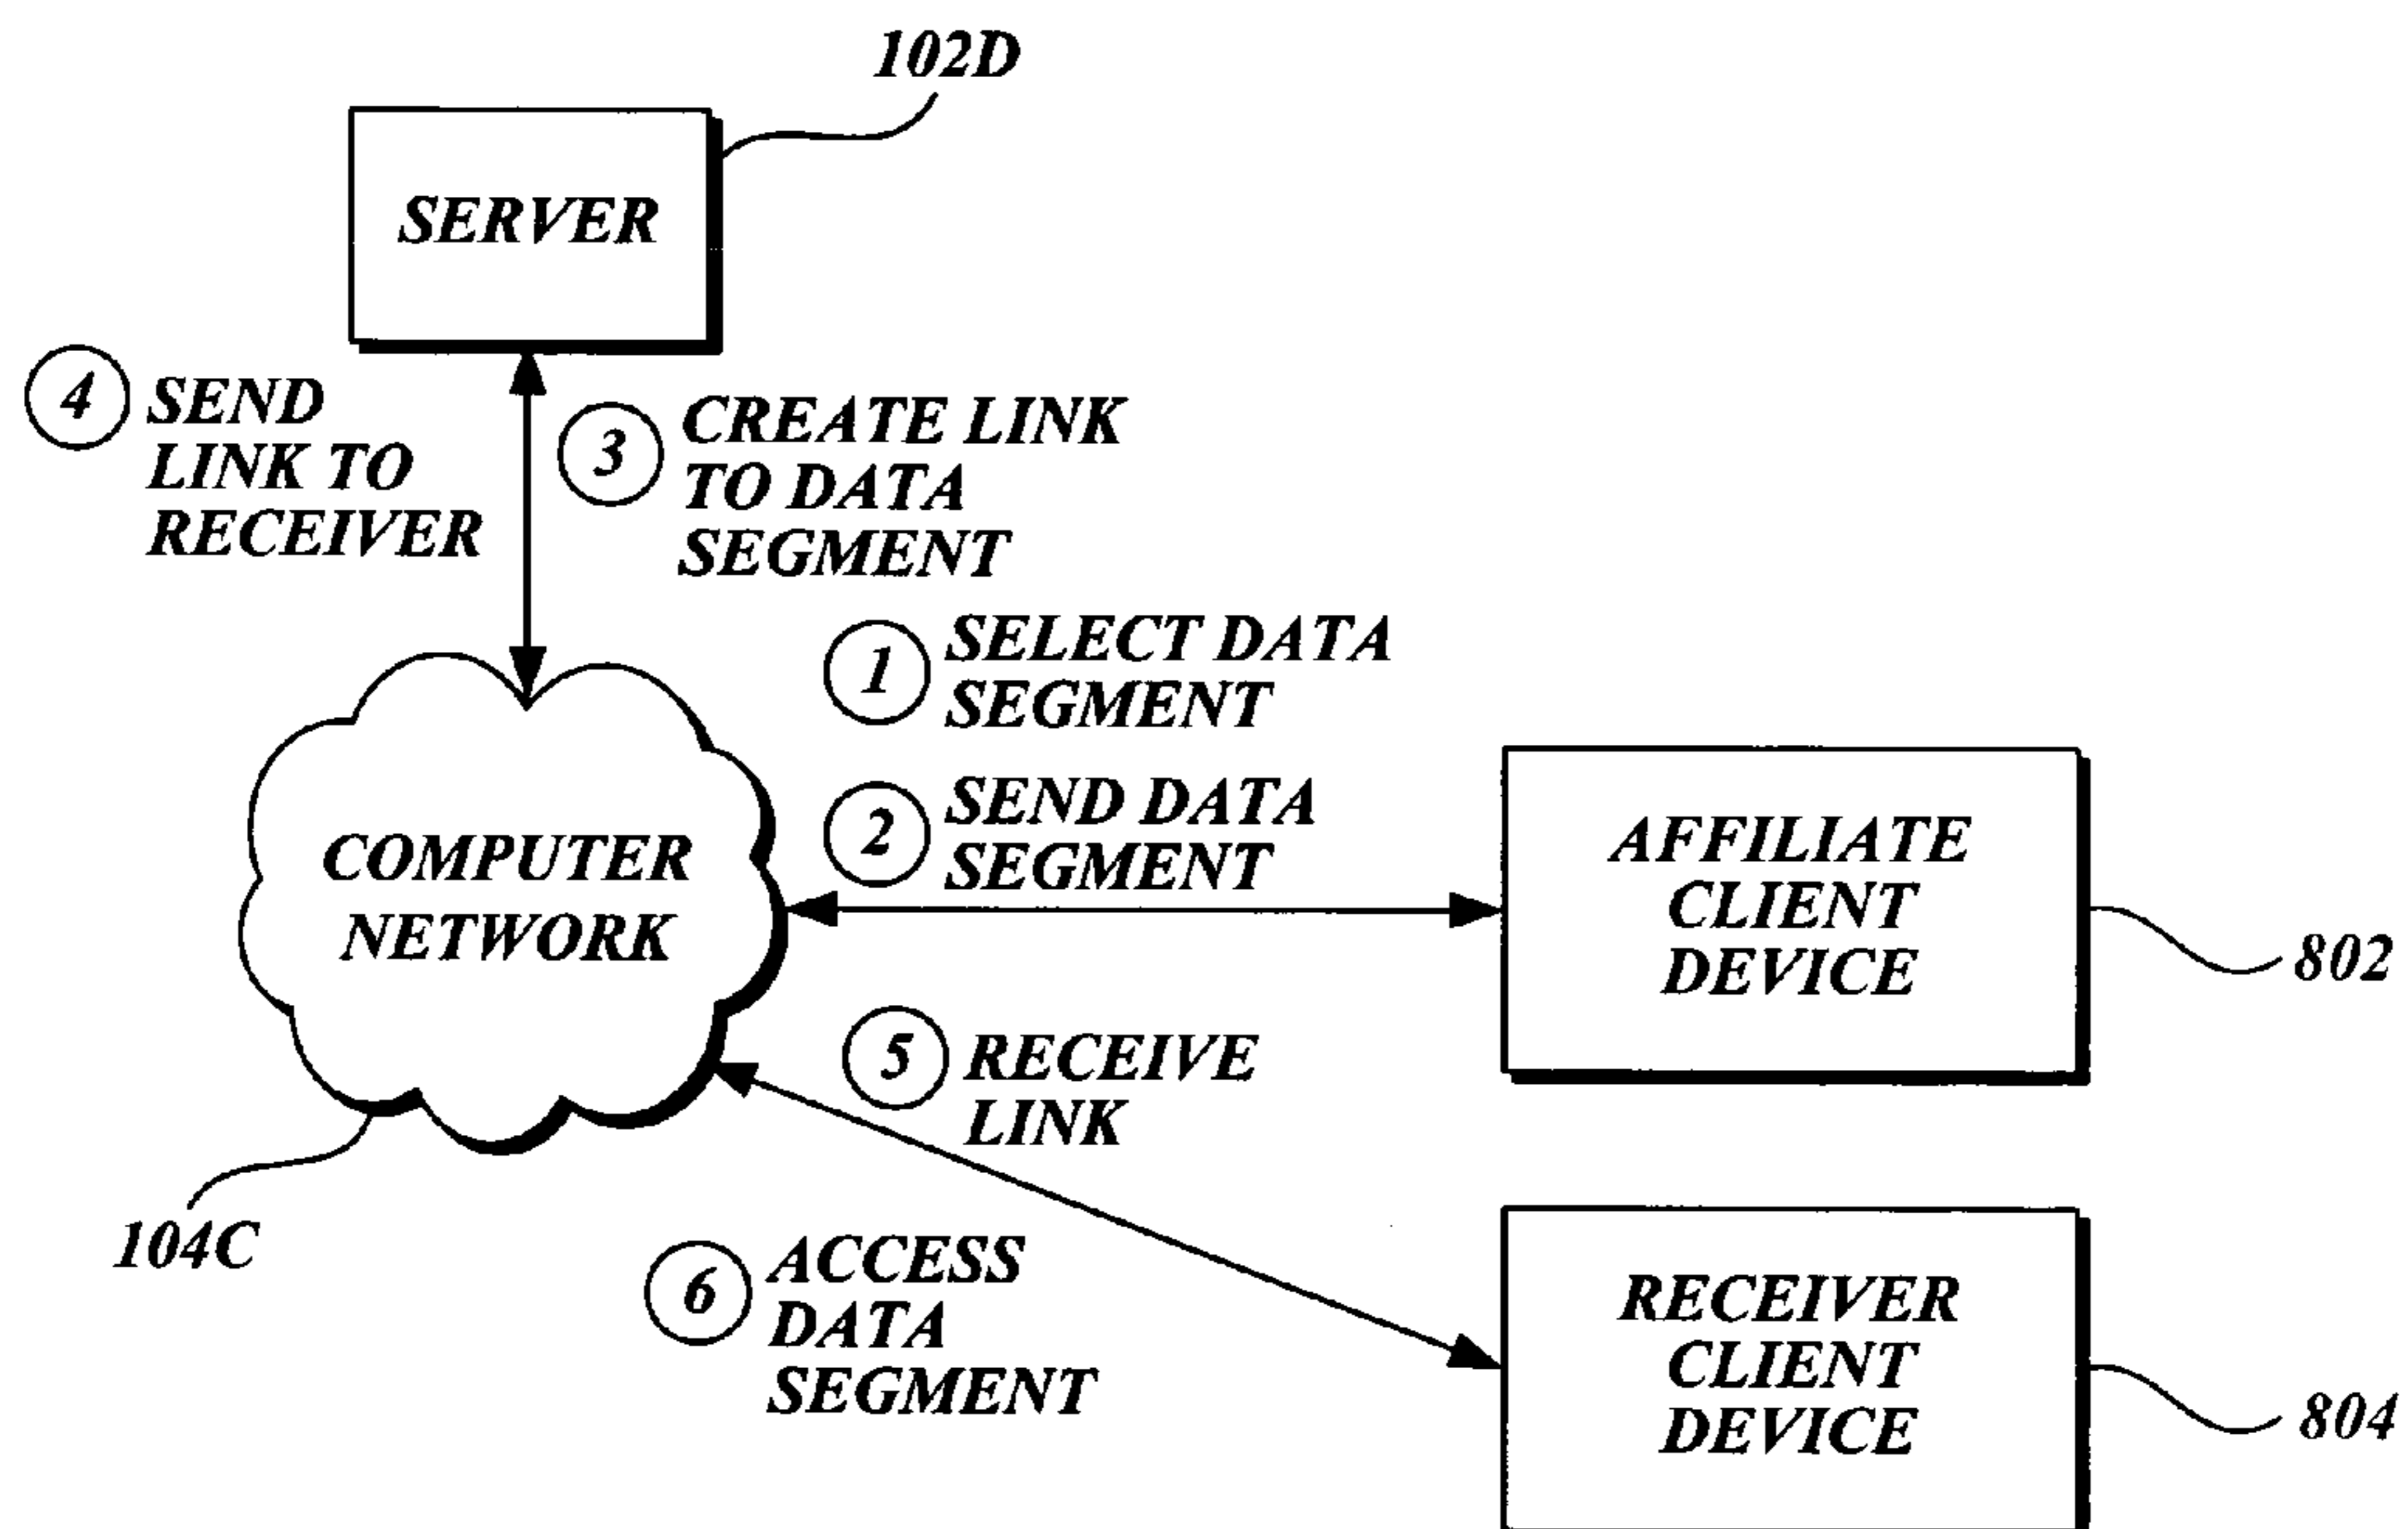 102D
SERVER
4 SEND
LINK TO
RECEIVER
3 CREATE LINK
TO DATA
SEGMENT
1 SELECT DATA
SEGMENT
2 SEND DATA
SEGMENT
COMPUTER
NETWORK
AFFILIATE
CLIENT
DEVICE
802
5 RECEIVE
LINK
104C
6 ACCESS
DATA
SEGMENT
RECEIVER
CLIENT
DEVICE
804